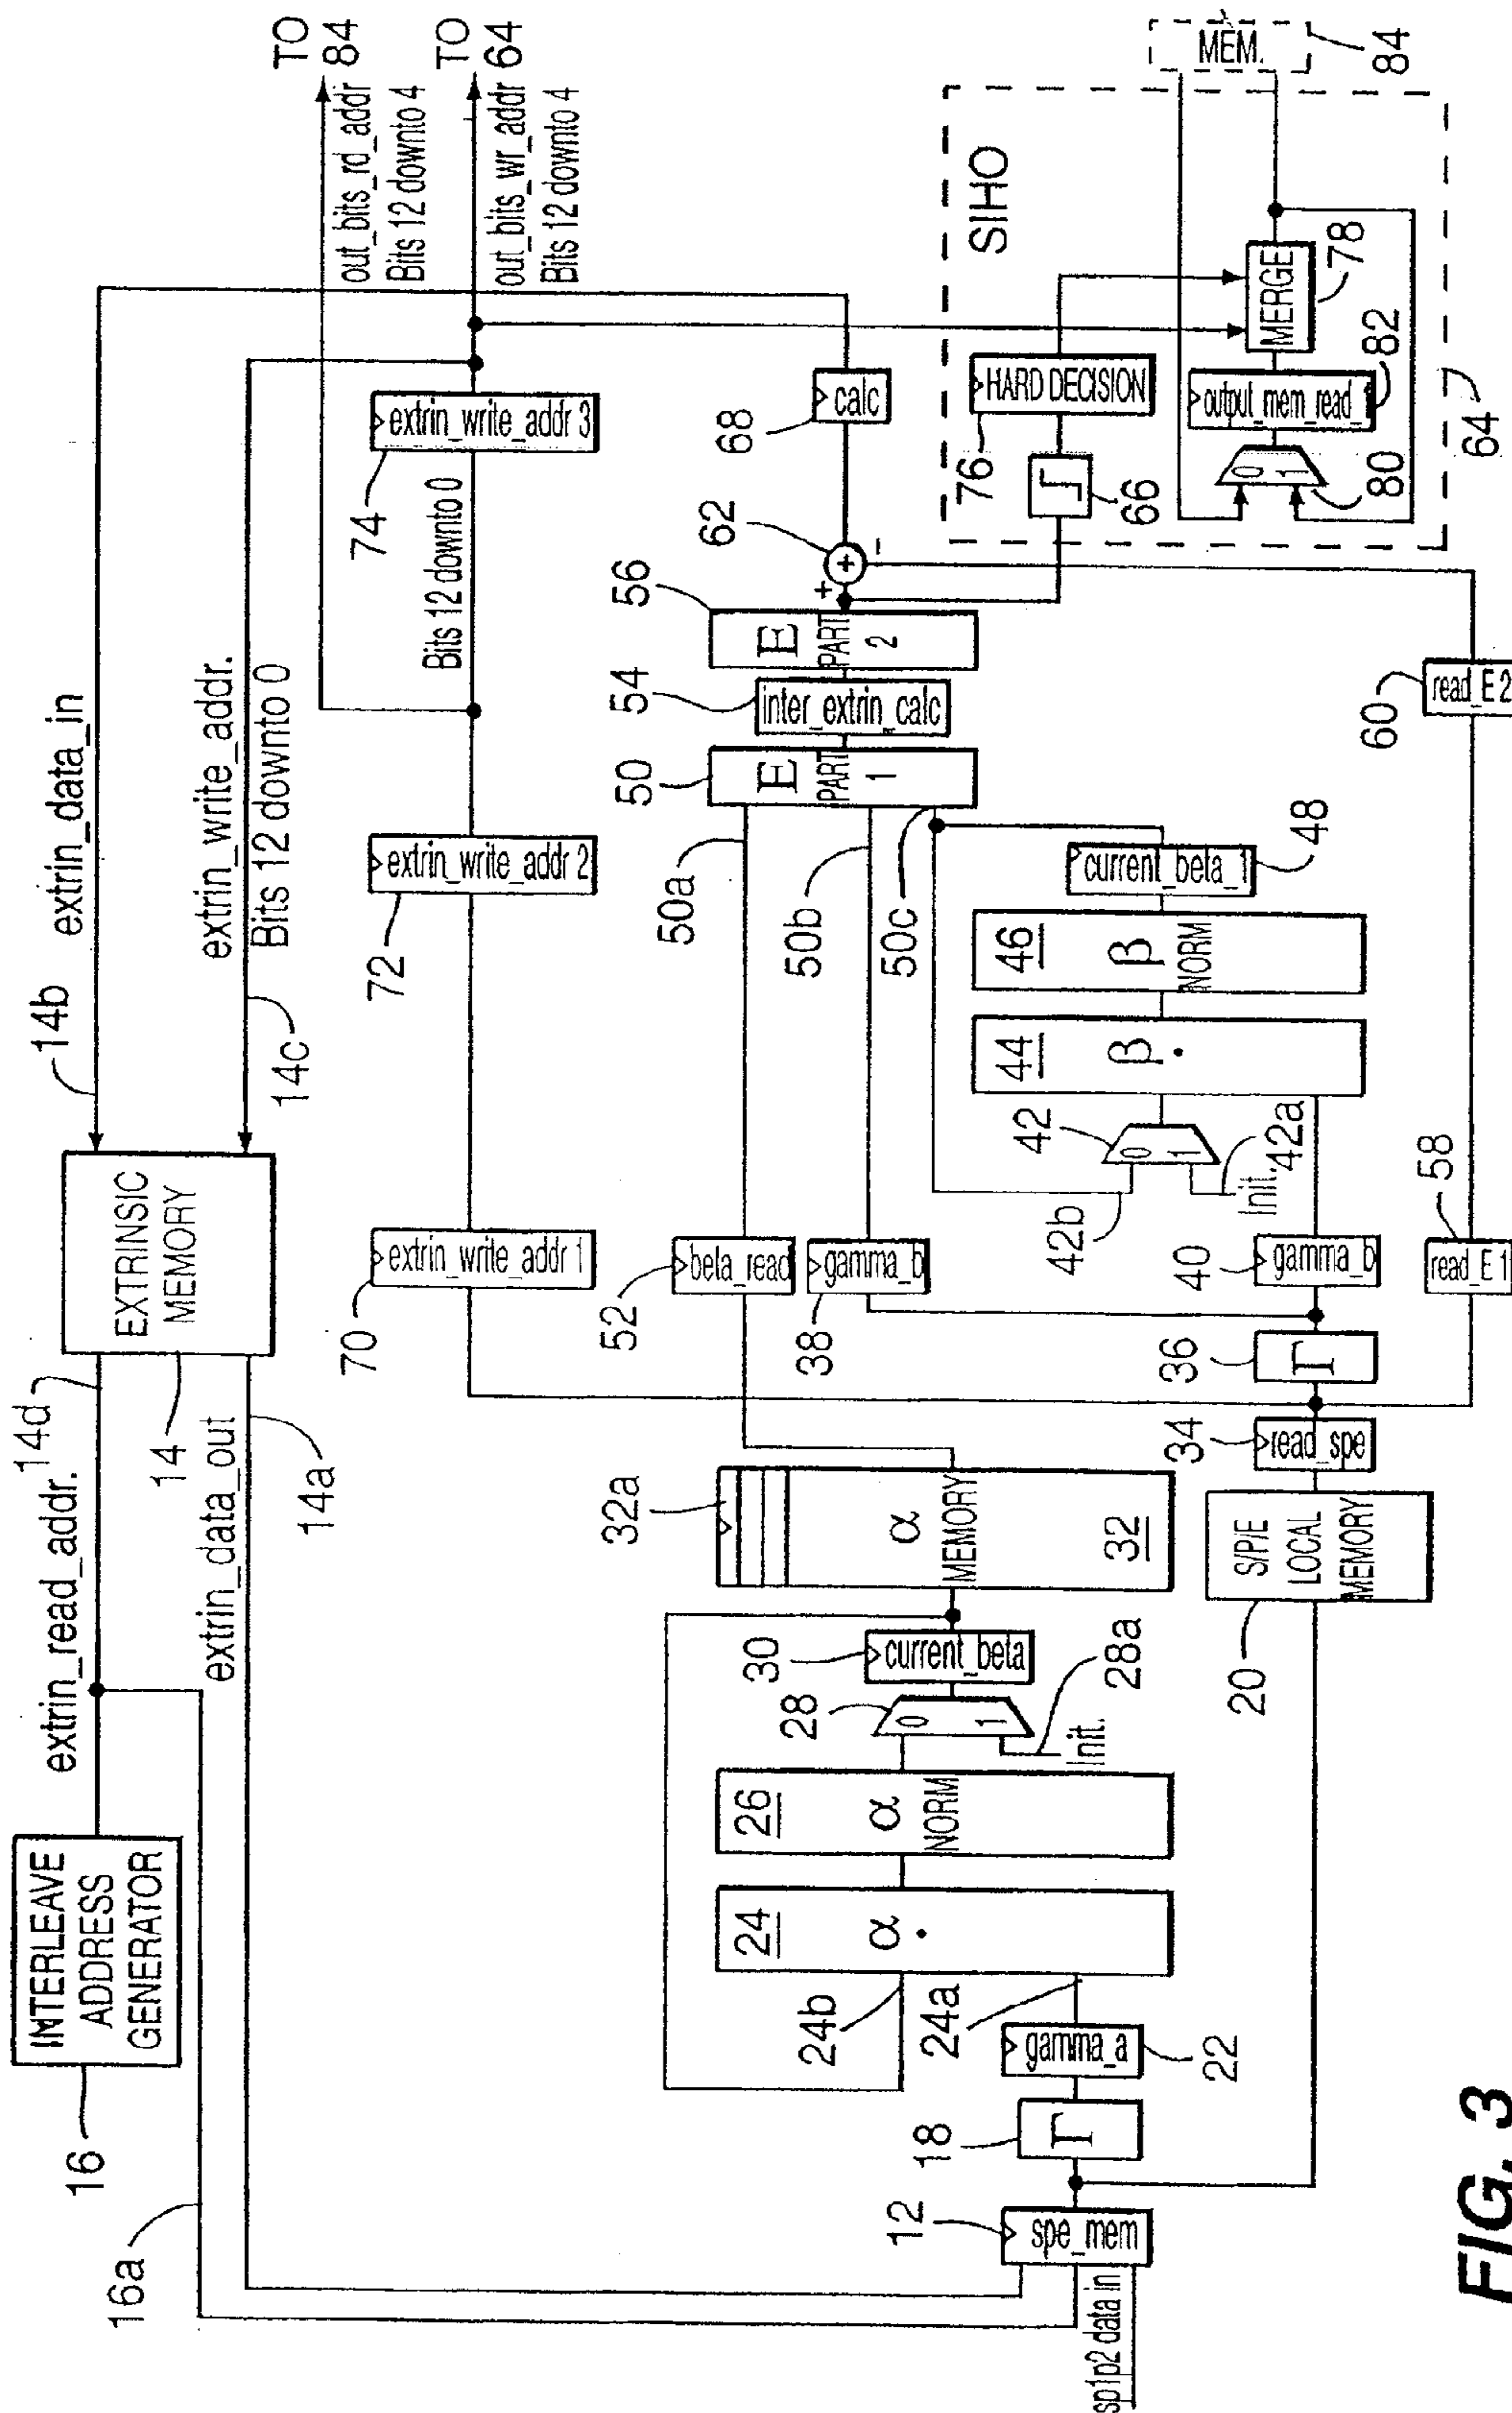 TO
84
out_bits_rd_addr
Bits 12 downto 4
TO
64
out_bits_wr_addr
Bits 12 downto 4
14b
extrin_data_in
extrin_write_addr.
Bits 12 downto 0
14c
INTERLEAVE
ADDRESS
GENERATOR
16
16a
extrin_read_addr.
14d
EXTRINSIC
MEMORY
14
extrin_data_out
14a
extrin_write_addr 1
70
extrin_write_addr 2
72
Bits 12 downto 0
extrin_write_addr 3
74
sp1p2 data in
spe_mem
12
Γ
18
gamma_a
22
24a
24b
24
α
26
α
NORM
0
1
28
Init.
28a
current_beta
30
α
MEMORY
32
32a
S/P/E
LOCAL
MEMORY
20
read_spe
34
Γ
36
beta_read
52
gamma_b
38
gamma_b
40
read_E 1
58
42b
0
1
42
Init.
42a
44
β
46
β
NORM
current_beta_1
48
50a
50b
50c
E
PART
1
50
inter_extrin_calc
54
E
PART
2
56
read_E 2
60
+
+
-
62
calc
68
SIHO
66
HARD DECISION
76
0
1
80
output_mem_read
82
MERGE
78
64
MEM.
84
FIG. 3